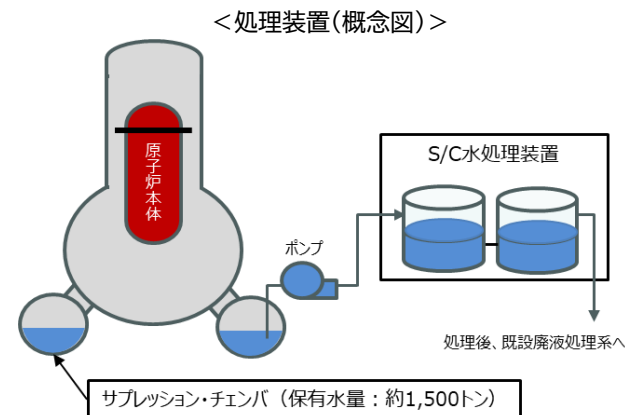 ＜処理装置(概念図)＞
原子炉本体
S/C水処理装置
ポンプ
処理後、既設廃液処理系へ
サプレッション・チェンバ（保有水量：約1,500トン）